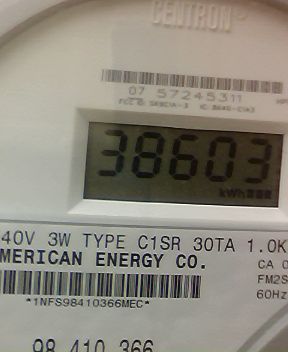 CENTRON®
07 57245311
38603
kWh
40V 3W TYPE C1SR 30TA 1.0K
MERICAN ENERGY CO.
CA 0
FM2S
60Hz
*1NFS98410366MEC*
98 410 366